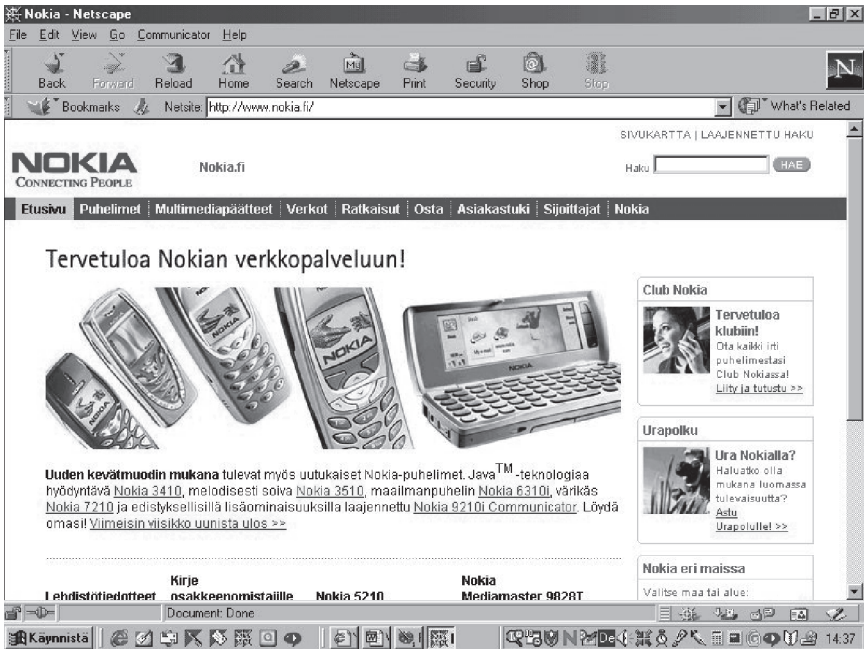 Nokia - Netscape
File Edit View Go Communicator Help
Back Forward Reload Home Search Netscape Print Security Shop Stop
Bookmarks Netsite: http://www.nokia.fi/ What's Related
SIVUKARTTA | LAAJENNETTU HAKU
NOKIA
CONNECTING PEOPLE
Nokia.fi
Haku HAE
Etusivu Puhelimet Multimediapäätteet Verkot Ratkaisut Osta Asiakastuki Sijoittajat Nokia
Tervetuloa Nokian verkkopalveluun!
NOKIA
NOKIA
NOKIA
NOKIA
Uuden kevätmuodin mukana tulevat myös uutukaiset Nokia-puhelimet. Java™ -teknologiaa
hyödyntävä Nokia 3410, melodisesti soiva Nokia 3510, maailmanpuhelin Nokia 6310i, värikäs
Nokia 7210 ja edistyksellisillä lisäominaisuuksilla laajennettu Nokia 9210i Communicator. Löydä
omasi! Viimeisin viisikko uunista ulos >>
Club Nokia
Tervetuloa
klubiin!
Ota kaikki irti
puhelimestasi
Club Nokiassa!
Liity ja tutustu >>
Urapolku
Ura Nokialla?
Haluatko olla
mukana luomassa
tulevaisuutta?
Astu
Urapolulle! >>
Nokia eri maissa
Valitse maa tai alue:
Lehdistötiedotteet
Kirje
osakkeenomistajille
Nokia 5210
Nokia
Mediamaster 9828T
Document: Done
Käynnistä De 14:37